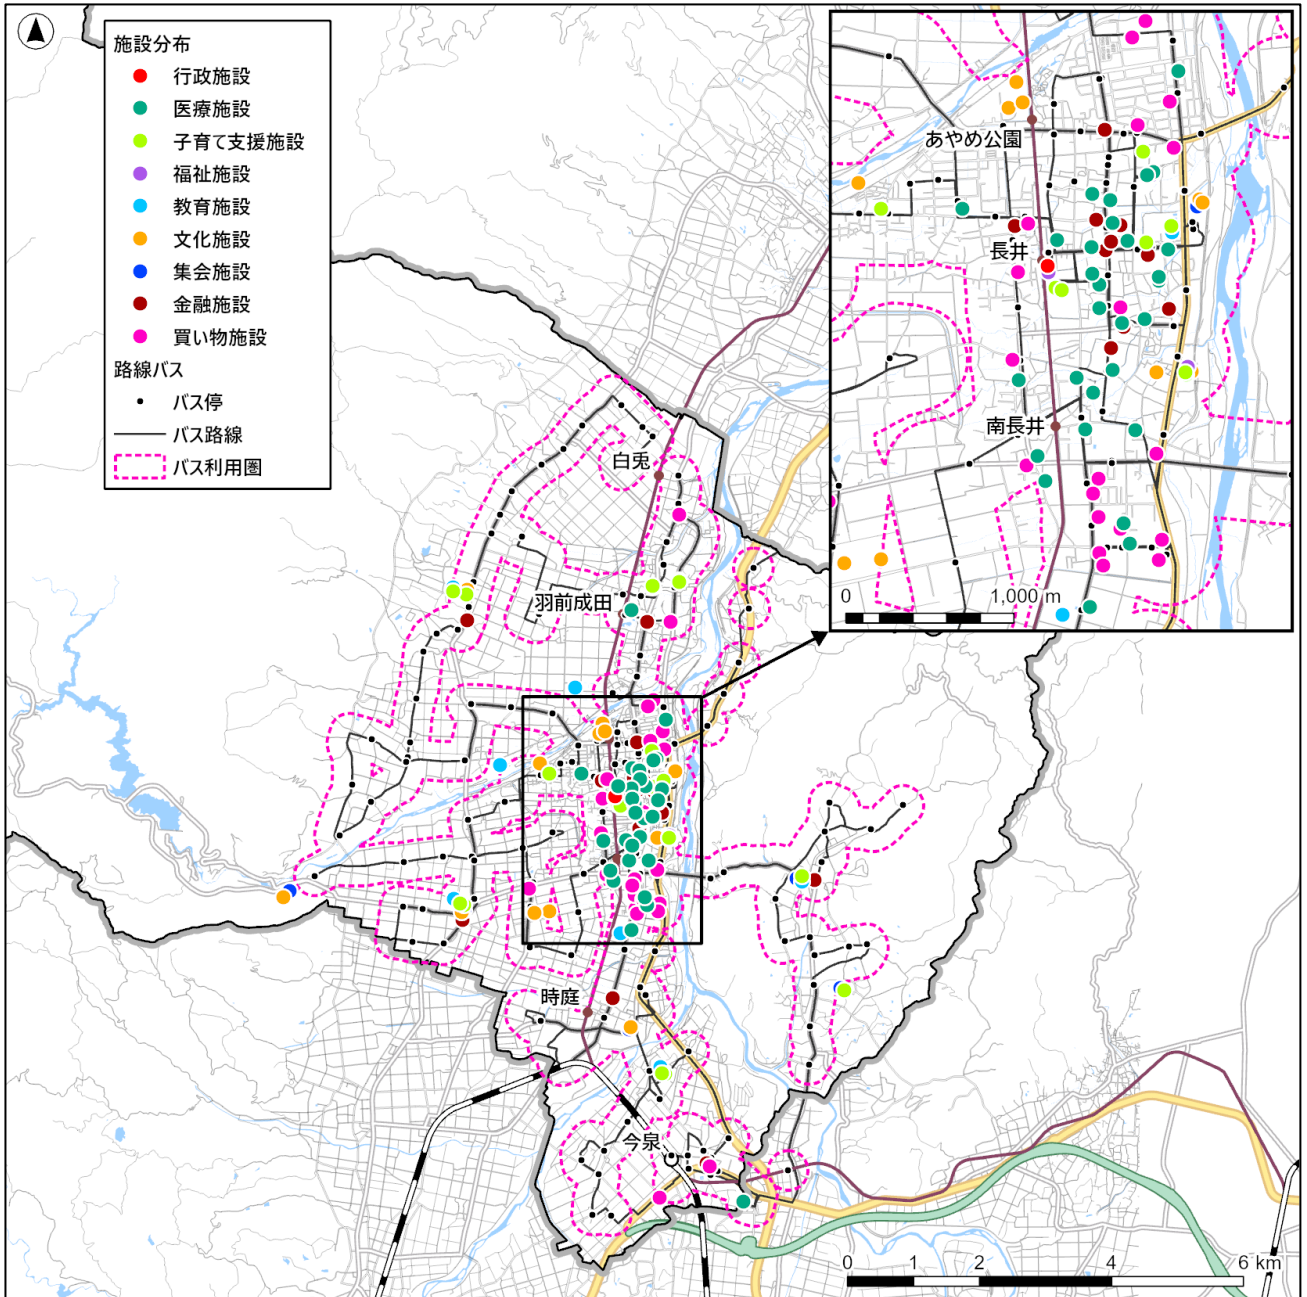 施設分布
行政施設
医療施設
子育て支援施設
福祉施設
教育施設
文化施設
集会施設
金融施設
買い物施設
路線バス
バス停
バス路線
バス利用圏
あやめ公園
長井
南長井
0 1,000 m
白兎
羽前成田
時庭
今泉
0 1 2 4 6 km